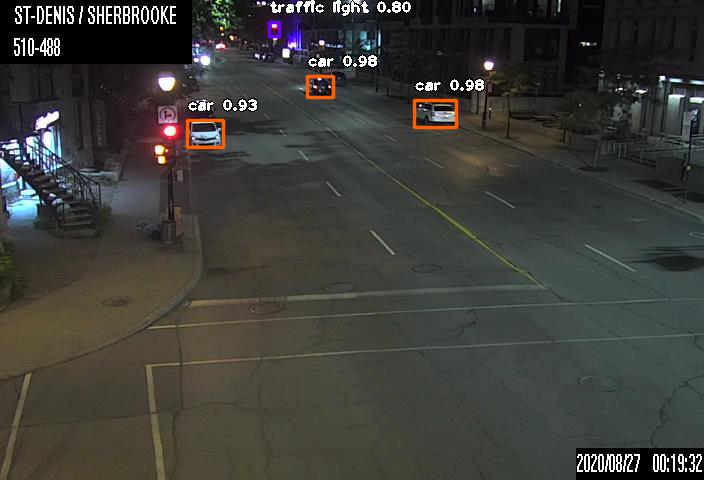 ST-DENIS / SHERBROOKE
510-488
traffic light 0.80
car 0.98
car 0.98
car 0.93
2020/08/27 00:19:32